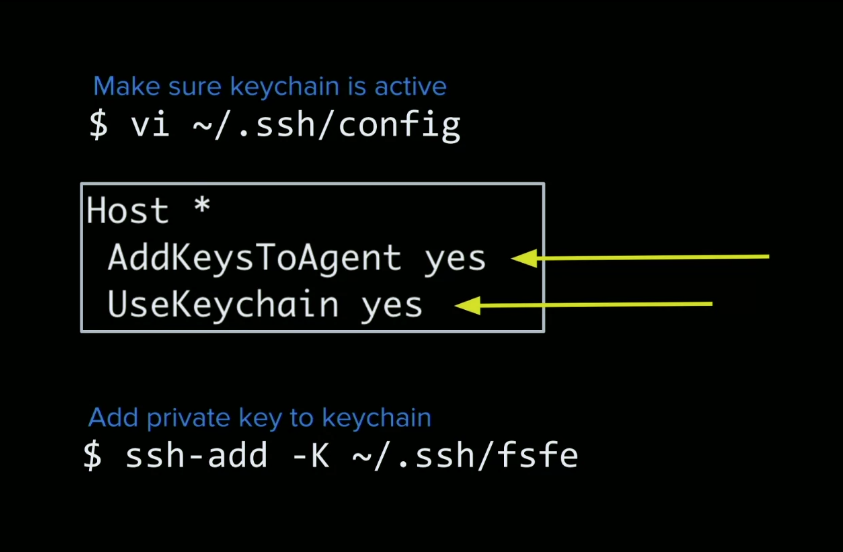 Make sure keychain is active
$ vi ~/.ssh/config
Host *
AddKeysToAgent yes
UseKeychain yes
Add private key to keychain
$ ssh-add -K ~/.ssh/fsfe